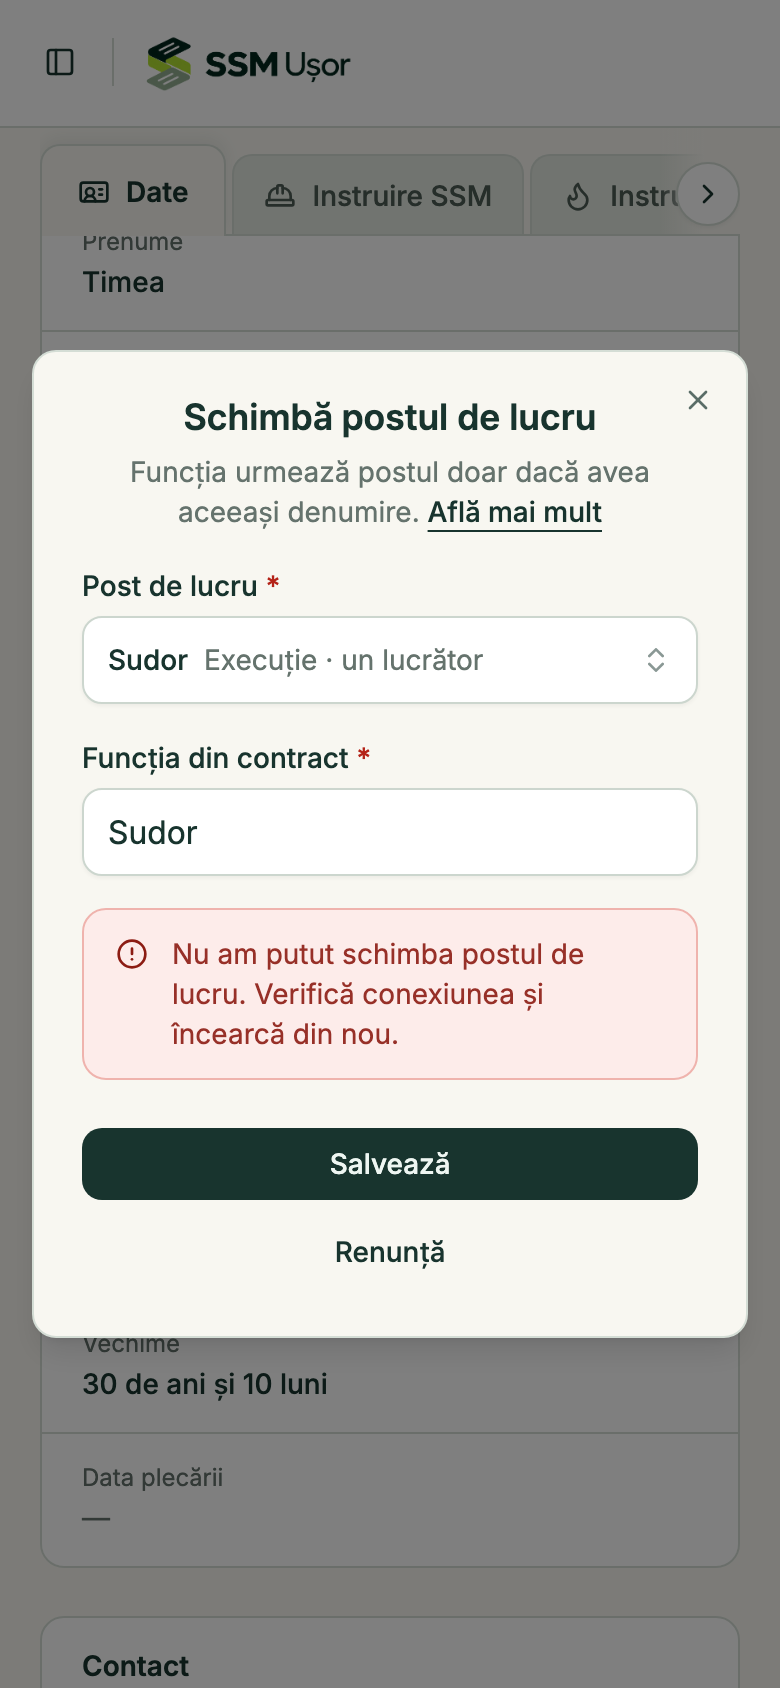 SSM Ușor
Date
Instruire SSM
Instru
Prenume
Timea
Schimbă postul de lucru
Funcția urmează postul doar dacă avea
aceeași denumire. Află mai mult
Post de lucru *
Sudor Execuție · un lucrător
Funcția din contract *
Sudor
Nu am putut schimba postul de
lucru. Verifică conexiunea și
încearcă din nou.
Salvează
Renunță
Vechime
30 de ani și 10 luni
Data plecării
—
Contact